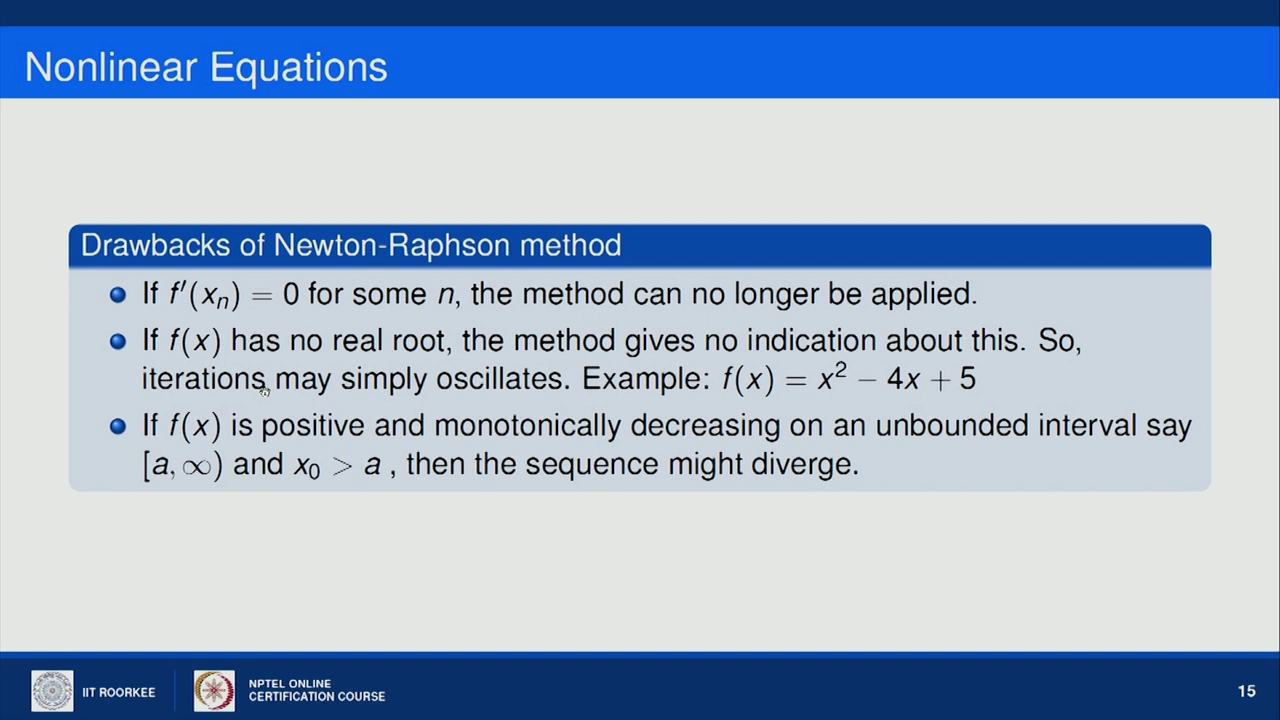 Nonlinear Equations
Drawbacks of Newton-Raphson method
If f′(xₙ) = 0 for some n, the method can no longer be applied.
If f(x) has no real root, the method gives no indication about this. So,
iterations may simply oscillates. Example: f(x) = x² − 4x + 5
If f(x) is positive and monotonically decreasing on an unbounded interval say
[a, ∞) and x₀ > a , then the sequence might diverge.
IIT ROORKEE
NPTEL ONLINE
CERTIFICATION COURSE
15